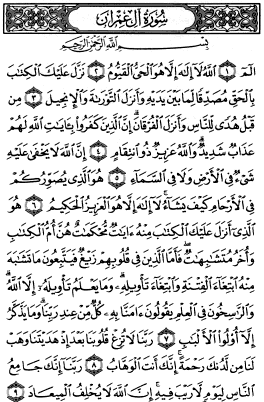 سُورَةُ آلِ عِمْرَانَ
بِسْمِ اللَّهِ الرَّحْمَٰنِ الرَّحِيمِ
الٓمٓ ١ اللَّهُ لَا إِلَٰهَ إِلَّا هُوَ الْحَيُّ الْقَيُّومُ ٢ نَزَّلَ عَلَيْكَ الْكِتَٰبَ
بِالْحَقِّ مُصَدِّقًا لِّمَا بَيْنَ يَدَيْهِ وَأَنزَلَ التَّوْرَىٰةَ وَالْإِنجِيلَ ٣ مِن
قَبْلُ هُدًى لِّلنَّاسِ وَأَنزَلَ الْفُرْقَانَ ۗ إِنَّ الَّذِينَ كَفَرُوا بِـَٔايَٰتِ اللَّهِ لَهُمْ
عَذَابٌ شَدِيدٌ ۗ وَاللَّهُ عَزِيزٌ ذُو انتِقَامٍ ٤ إِنَّ اللَّهَ لَا يَخْفَىٰ عَلَيْهِ
شَىْءٌ فِى الْأَرْضِ وَلَا فِى السَّمَآءِ ٥ هُوَ الَّذِى يُصَوِّرُكُمْ
فِى الْأَرْحَامِ كَيْفَ يَشَآءُ ۚ لَا إِلَٰهَ إِلَّا هُوَ الْعَزِيزُ الْحَكِيمُ ٦ هُوَ
الَّذِى أَنزَلَ عَلَيْكَ الْكِتَٰبَ مِنْهُ ءَايَٰتٌ مُّحْكَمَٰتٌ هُنَّ أُمُّ الْكِتَٰبِ
وَأُخَرُ مُتَشَٰبِهَٰتٌ ۖ فَأَمَّا الَّذِينَ فِى قُلُوبِهِمْ زَيْغٌ فَيَتَّبِعُونَ مَا تَشَٰبَهَ
مِنْهُ ابْتِغَآءَ الْفِتْنَةِ وَابْتِغَآءَ تَأْوِيلِهِ ۗ وَمَا يَعْلَمُ تَأْوِيلَهُ إِلَّا اللَّهُ ۗ
وَالرَّٰسِخُونَ فِى الْعِلْمِ يَقُولُونَ ءَامَنَّا بِهِ كُلٌّ مِّنْ عِندِ رَبِّنَا ۗ وَمَا يَذَّكَّرُ
إِلَّا أُولُوا الْأَلْبَٰبِ ٧ رَبَّنَا لَا تُزِغْ قُلُوبَنَا بَعْدَ إِذْ هَدَيْتَنَا وَهَبْ
لَنَا مِن لَّدُنكَ رَحْمَةً ۚ إِنَّكَ أَنتَ الْوَهَّابُ ٨ رَبَّنَا إِنَّكَ جَامِعُ
النَّاسِ لِيَوْمٍ لَّا رَيْبَ فِيهِ ۚ إِنَّ اللَّهَ لَا يُخْلِفُ الْمِيعَادَ ٩